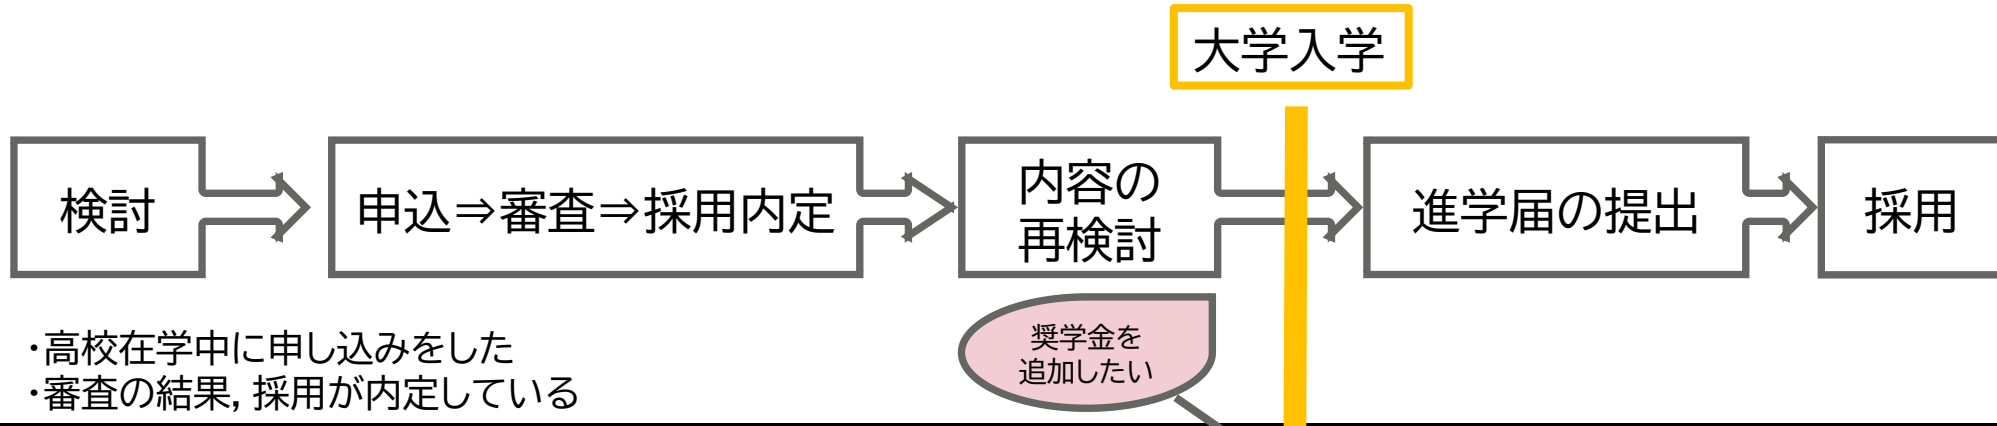 大学入学
検討
申込⇒審査⇒採用内定
内容の
再検討
進学届の提出
採用
・高校在学中に申し込みをした
・審査の結果，採用が内定している
奨学金を
追加したい